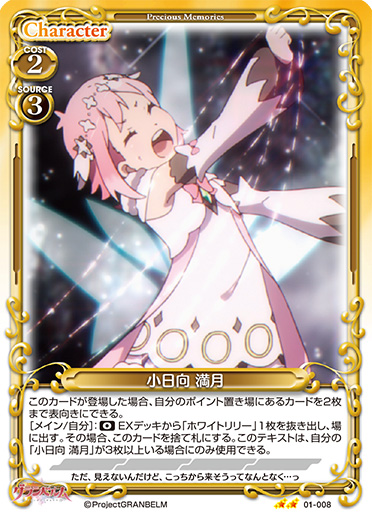 Precious Memories
Character
COST
2
SOURCE
3
小日向 満月
このカードが登場した場合、自分のポイント置き場にあるカードを2枚
まで表向きにできる。
[メイン/自分]:O EXデッキから「ホワイトリリー」1枚を抜き出し、場
に出す。その場合、このカードを捨て札にする。このテキストは、自分の
「小日向 満月」が3枚以上いる場合にのみ使用できる。
ただ、見えないんだけど、こっちから来そうってなんとなく…っ
グランベルム
©ProjectGRANBELM
01-008